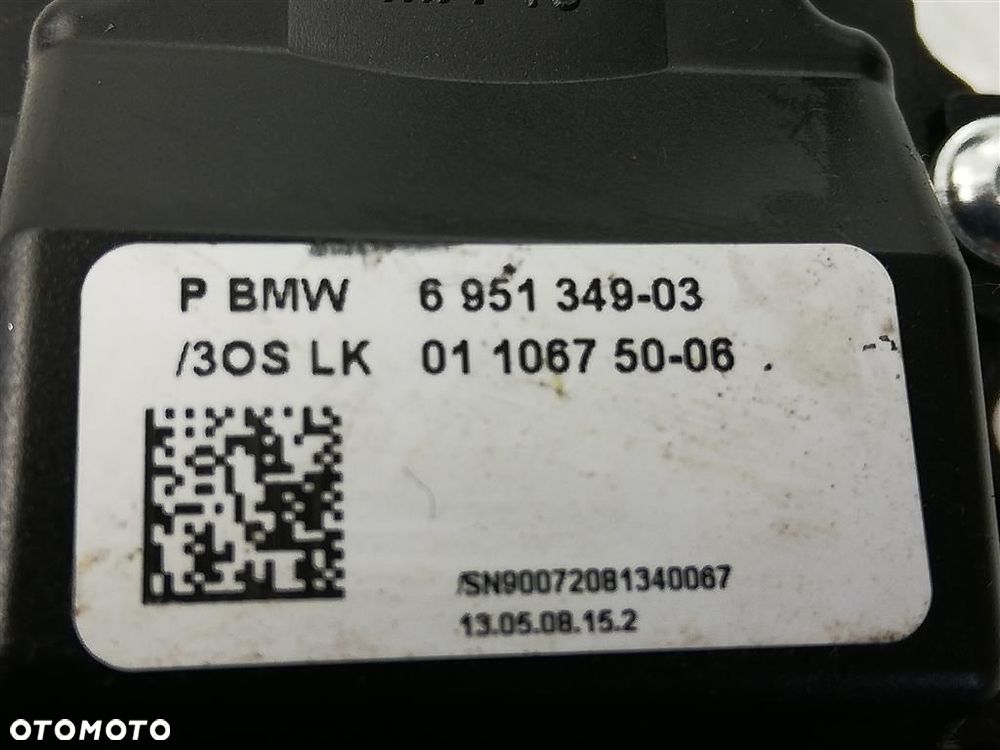 P BMW 6 951 349-03
/3OS LK 01 1067 50-06 .
/SN90072081340067
13.05.08.15.2
OTOMOTO